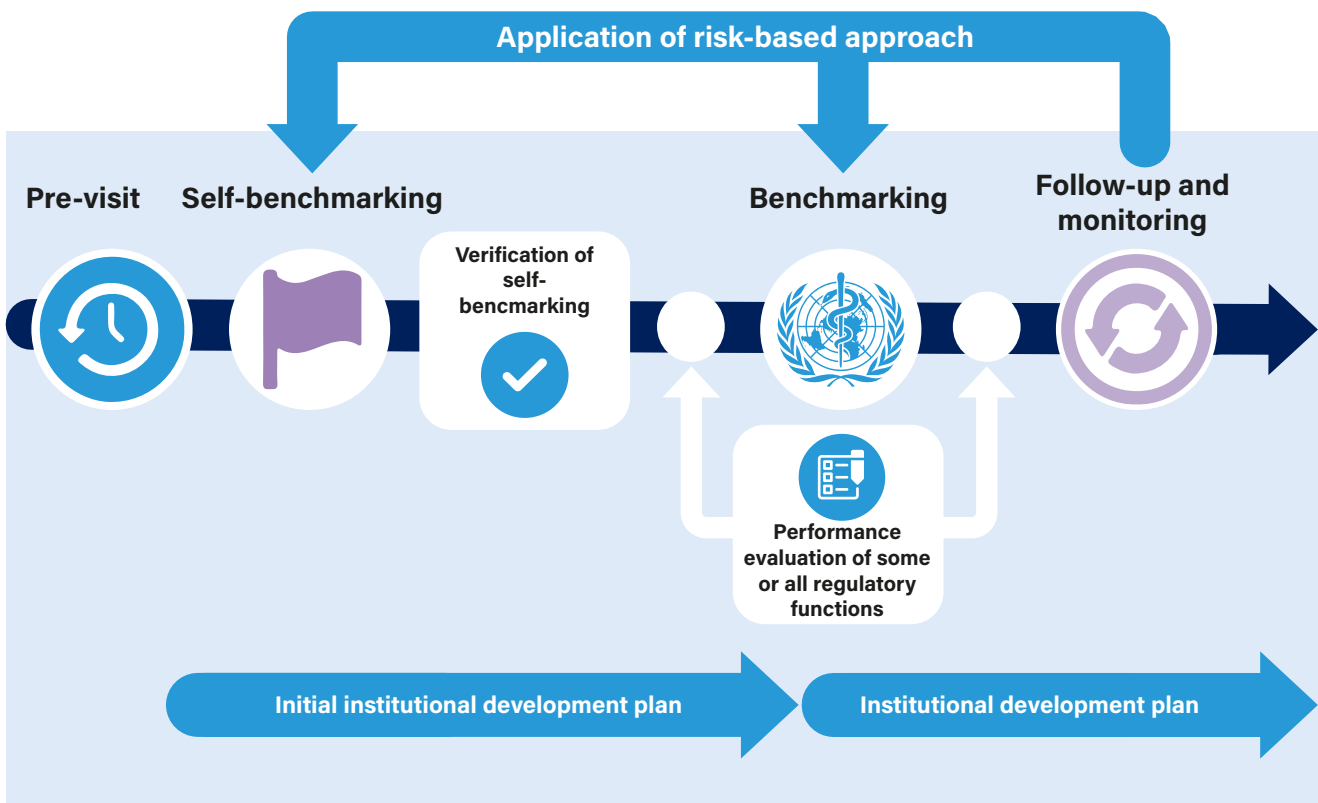 Application of risk-based approach
Pre-visit
Self-benchmarking
Benchmarking
Follow-up and
monitoring
Verification of
self-
bencmarking
Performance
evaluation of some
or all regulatory
functions
Initial institutional development plan
Institutional development plan